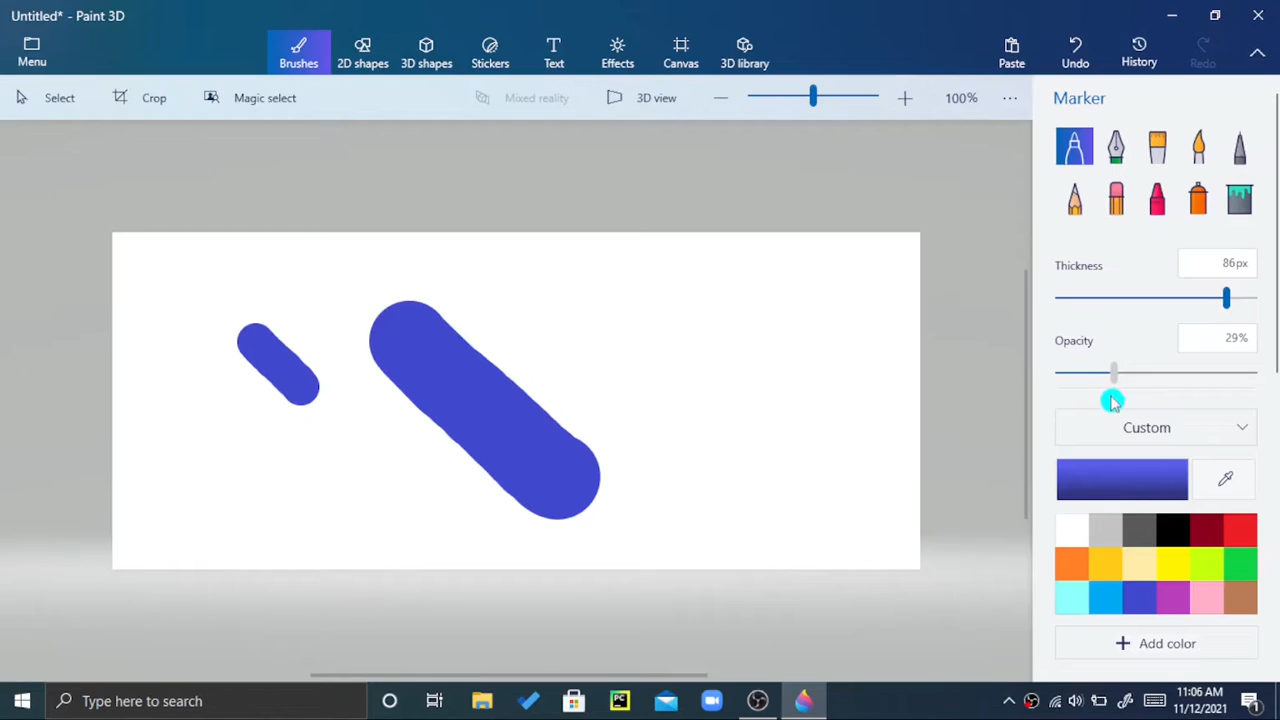 Untitled* - Paint 3D
Menu
Brushes
2D shapes
3D shapes
Stickers
Text
Effects
Canvas
3D library
Paste
Undo
History
Redo
Select
Crop
Magic select
Mixed reality
3D view
100%
Marker
Thickness
86px
Opacity
29%
Custom
Add color
Type here to search
PC
11:06 AM
11/12/2021
1